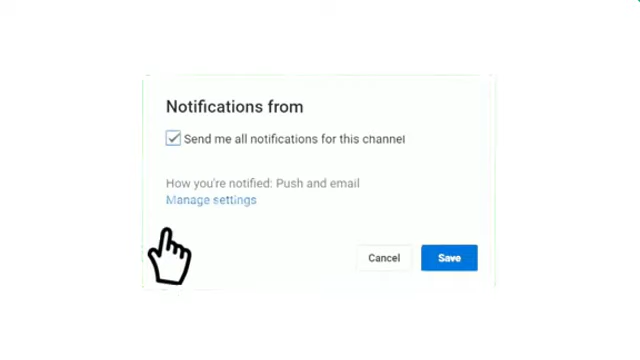 Notifications from
Send me all notifications for this channel
How you're notified: Push and email
Manage settings
Cancel
Save